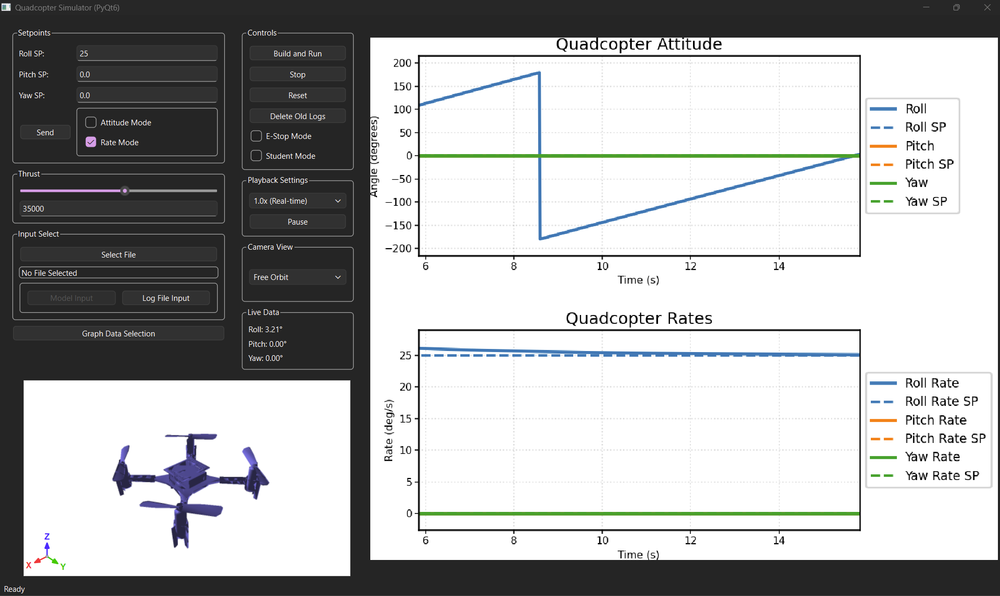 Quadcopter Simulator (PyQt6)
Setpoints
Roll SP:
25
Pitch SP:
0.0
Yaw SP:
0.0
Send
Attitude Mode
Rate Mode
Thrust
35000
Input Select
Select File
No File Selected
Model Input
Log File Input
Graph Data Selection
Controls
Build and Run
Stop
Reset
Delete Old Logs
E-Stop Mode
Student Mode
Playback Settings
1.0x (Real-time)
Pause
Camera View
Free Orbit
Live Data
Roll: 3.21°
Pitch: 0.00°
Yaw: 0.00°
Z
X
Y
Quadcopter Attitude
Angle (degrees)
200
150
100
50
0
−50
−100
−150
−200
6 8 10 12 14
Time (s)
Roll
Roll SP
Pitch
Pitch SP
Yaw
Yaw SP
Quadcopter Rates
Rate (deg/s)
25
20
15
10
5
0
6 8 10 12 14
Time (s)
Roll Rate
Roll Rate SP
Pitch Rate
Pitch Rate SP
Yaw Rate
Yaw Rate SP
Ready